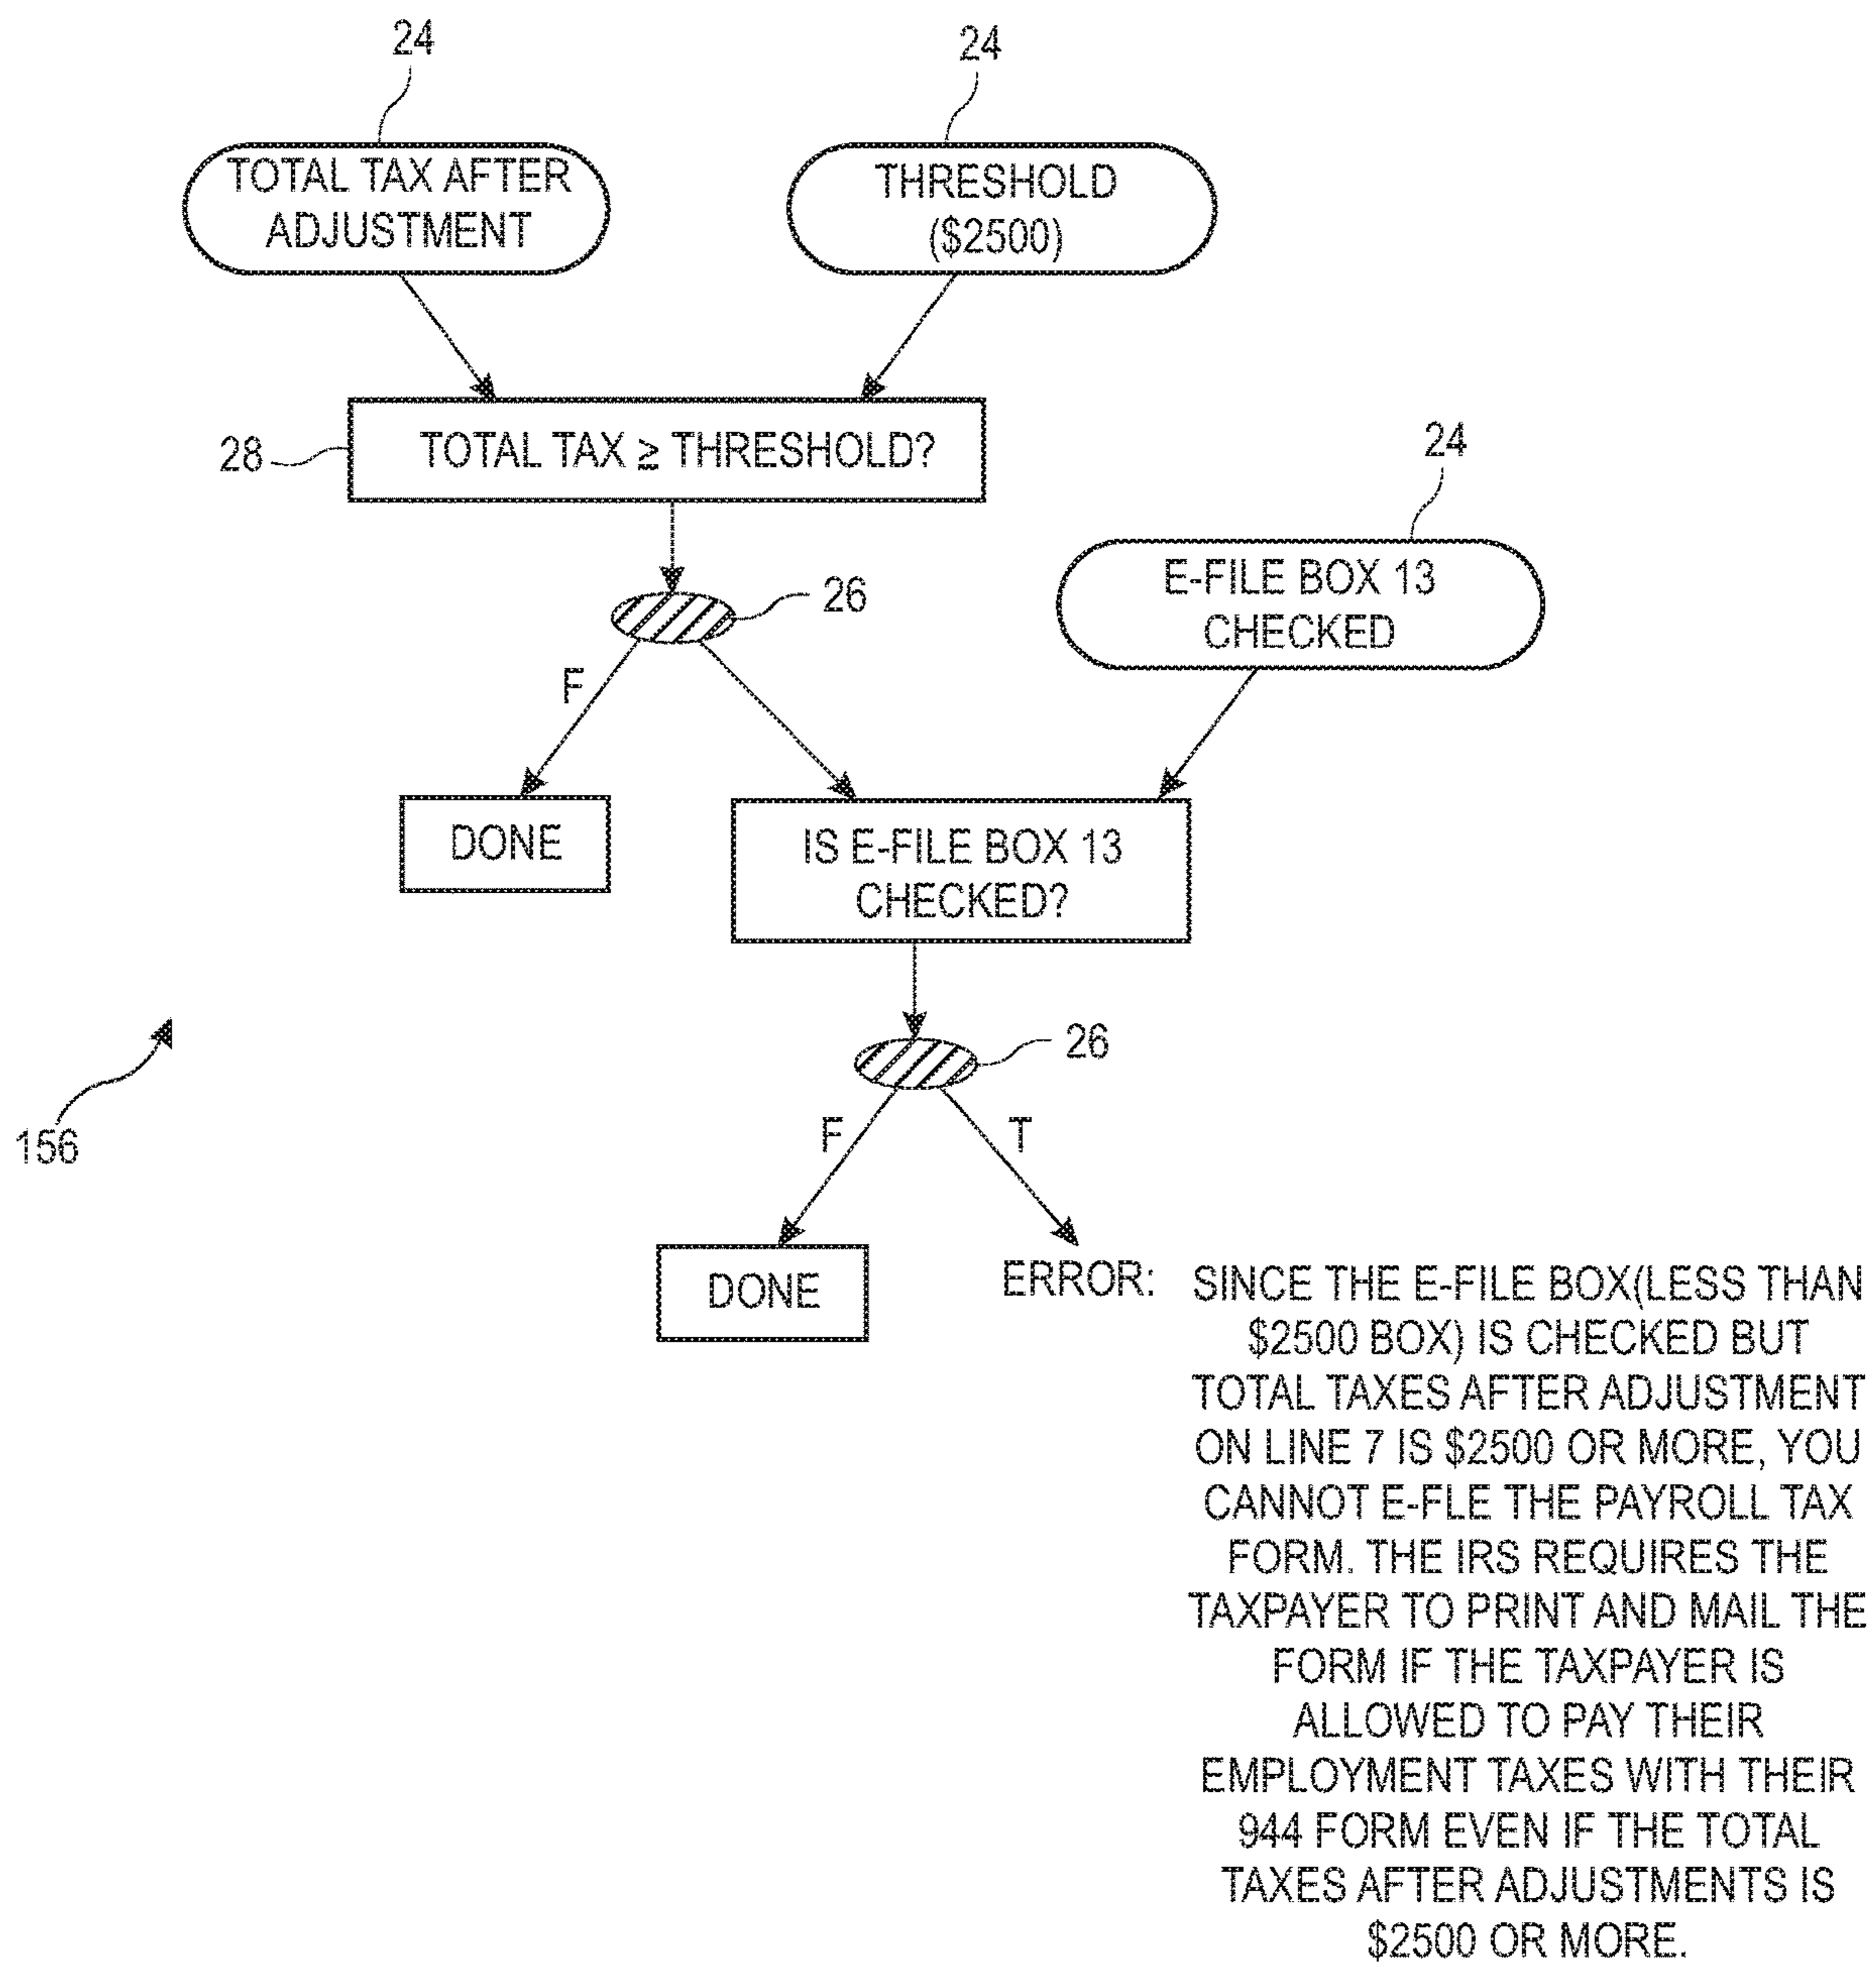 24
24
TOTAL TAX AFTER
ADJUSTMENT
THRESHOLD
($2500)
28
TOTAL TAX ≥ THRESHOLD?
24
26
E-FILE BOX 13
CHECKED
F
DONE
IS E-FILE BOX 13
CHECKED?
26
156
F
T
DONE
ERROR:
SINCE THE E-FILE BOX(LESS THAN
$2500 BOX) IS CHECKED BUT
TOTAL TAXES AFTER ADJUSTMENT
ON LINE 7 IS $2500 OR MORE, YOU
CANNOT E-FLE THE PAYROLL TAX
FORM. THE IRS REQUIRES THE
TAXPAYER TO PRINT AND MAIL THE
FORM IF THE TAXPAYER IS
ALLOWED TO PAY THEIR
EMPLOYMENT TAXES WITH THEIR
944 FORM EVEN IF THE TOTAL
TAXES AFTER ADJUSTMENTS IS
$2500 OR MORE.